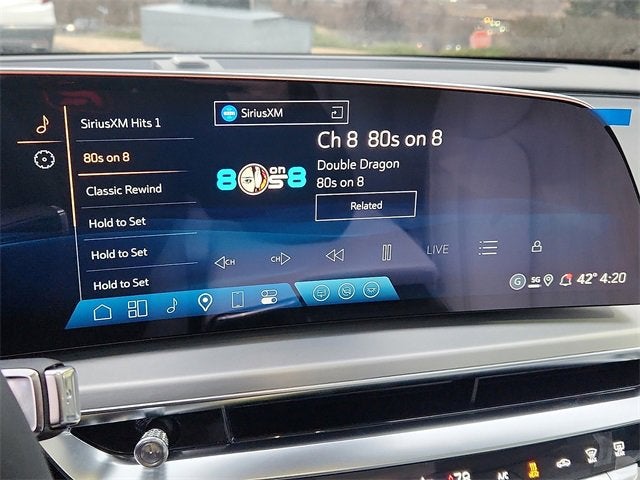 SiriusXM Hits 1
80s on 8
Classic Rewind
Hold to Set
Hold to Set
Hold to Set
SiriusXM
80s on 8
Ch 8 80s on 8
Double Dragon
80s on 8
Related
CH
CH
LIVE
G 5G 42° 4:20
78